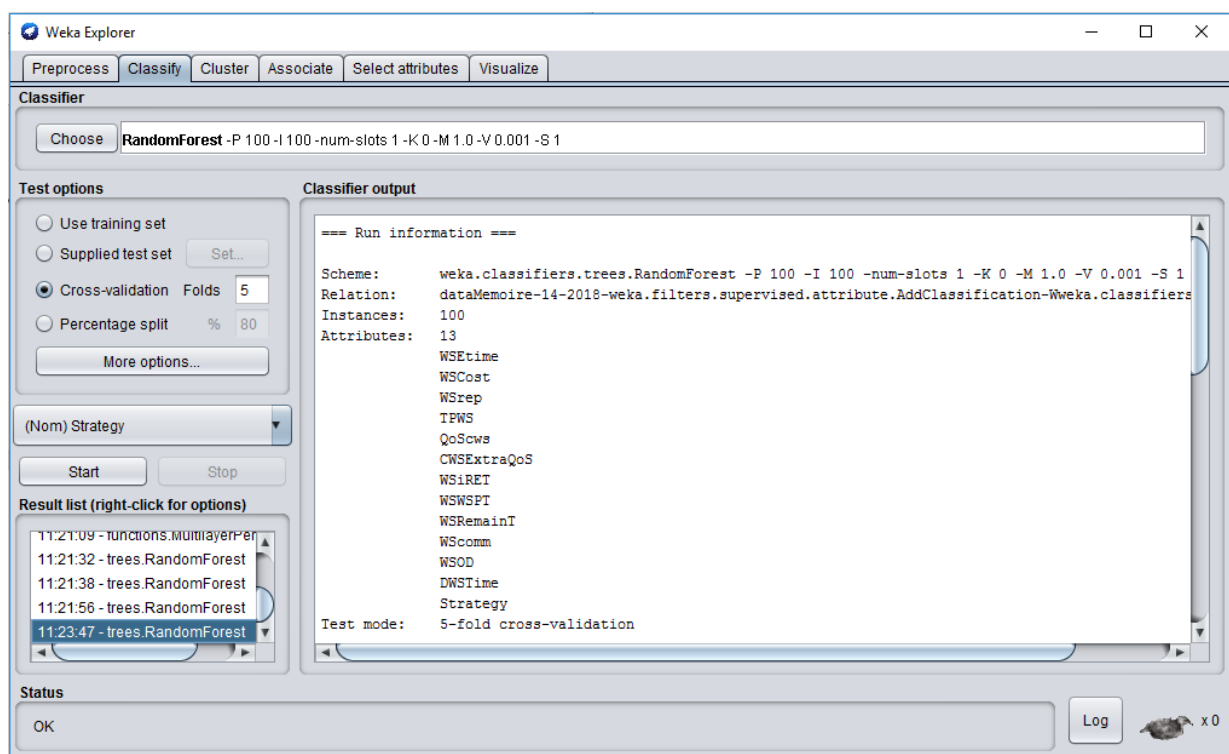 Weka Explorer
Preprocess Classify Cluster Associate Select attributes Visualize
Classifier
Choose RandomForest -P 100 -I 100 -num-slots 1 -K 0 -M 1.0 -V 0.001 -S 1
Test options
Use training set
Supplied test set Set...
Cross-validation Folds 5
Percentage split % 80
More options...
(Nom) Strategy
Start Stop
Result list (right-click for options)
11:21:09 - functions.MultilayerPer
11:21:32 - trees.RandomForest
11:21:38 - trees.RandomForest
11:21:56 - trees.RandomForest
11:23:47 - trees.RandomForest
Classifier output
=== Run information ===
Scheme: weka.classifiers.trees.RandomForest -P 100 -I 100 -num-slots 1 -K 0 -M 1.0 -V 0.001 -S 1
Relation: dataMemoire-14-2018-weka.filters.supervised.attribute.AddClassification-Wweka.classifiers
Instances: 100
Attributes: 13
WSEtime
WSCost
WSrep
TPWS
QoScws
CWSExtraQoS
WSiRET
WSWSPT
WSRemainT
WScomm
WSOD
DWSTime
Strategy
Test mode: 5-fold cross-validation
Status
OK
Log x 0